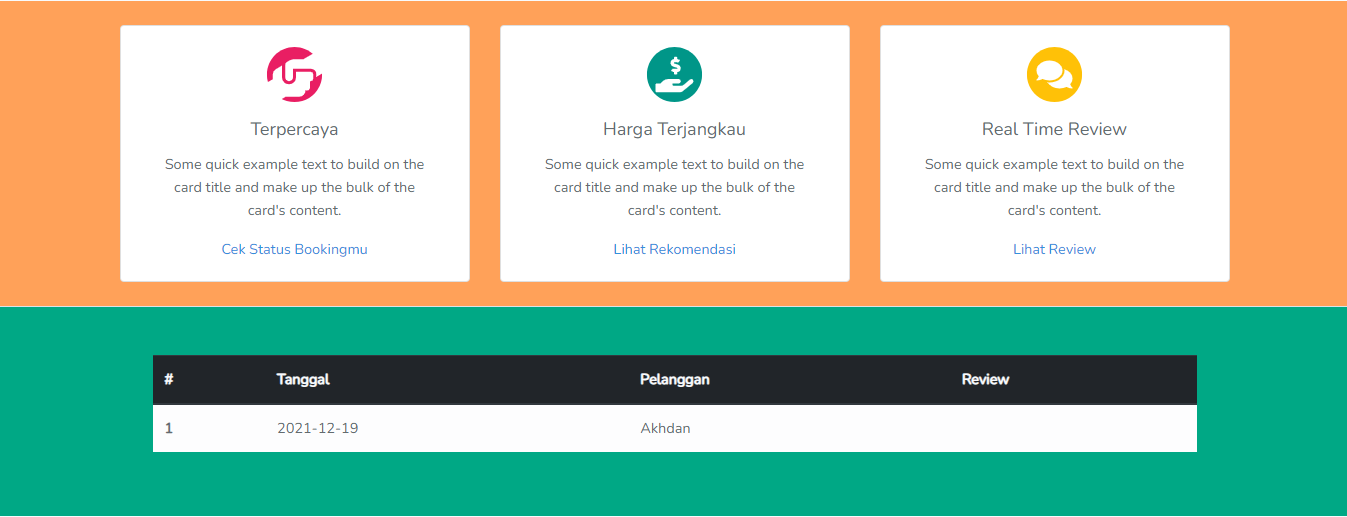 Terpercaya
Some quick example text to build on the
card title and make up the bulk of the
card's content.
Cek Status Bookingmu
Harga Terjangkau
Some quick example text to build on the
card title and make up the bulk of the
card's content.
Lihat Rekomendasi
Real Time Review
Some quick example text to build on the
card title and make up the bulk of the
card's content.
Lihat Review
# Tanggal Pelanggan Review
1 2021-12-19 Akhdan